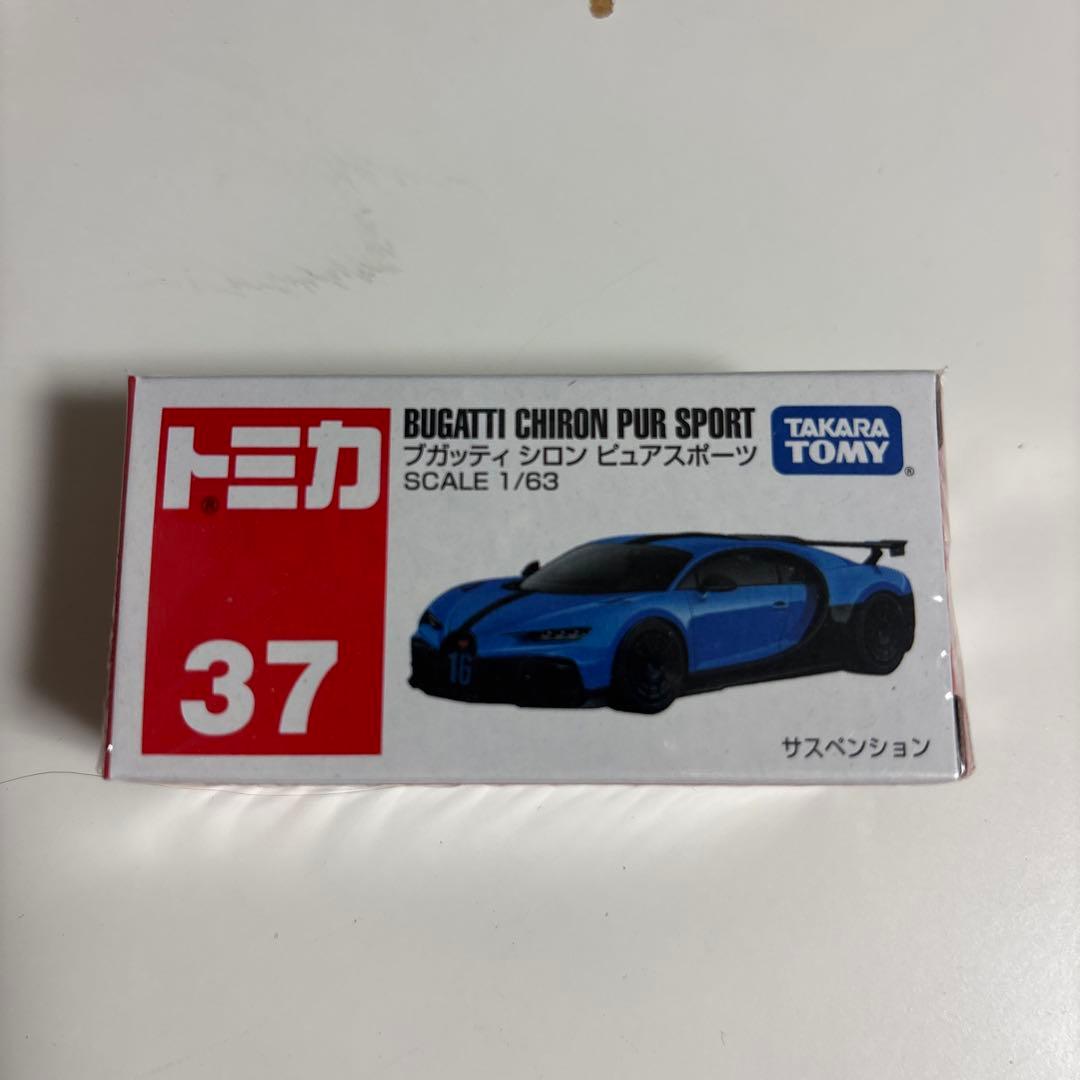 トミカ®
37
BUGATTI CHIRON PUR SPORT
ブガッティ シロン ピュアスポーツ
SCALE 1/63
TAKARA
TOMY®
16
サスペンション